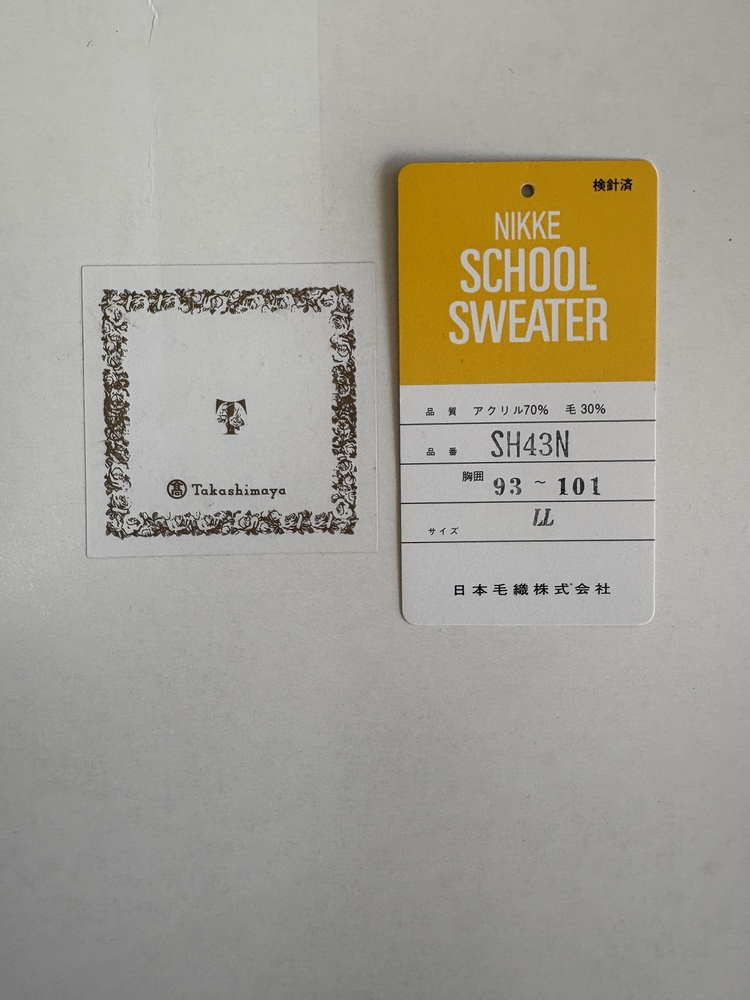 T
髙 Takashimaya
検針済
NIKKE
SCHOOL
SWEATER
品質 アクリル70% 毛30%
品番 SH43N
胸囲 93 ~ 101
サイズ LL
日本毛織株式会社